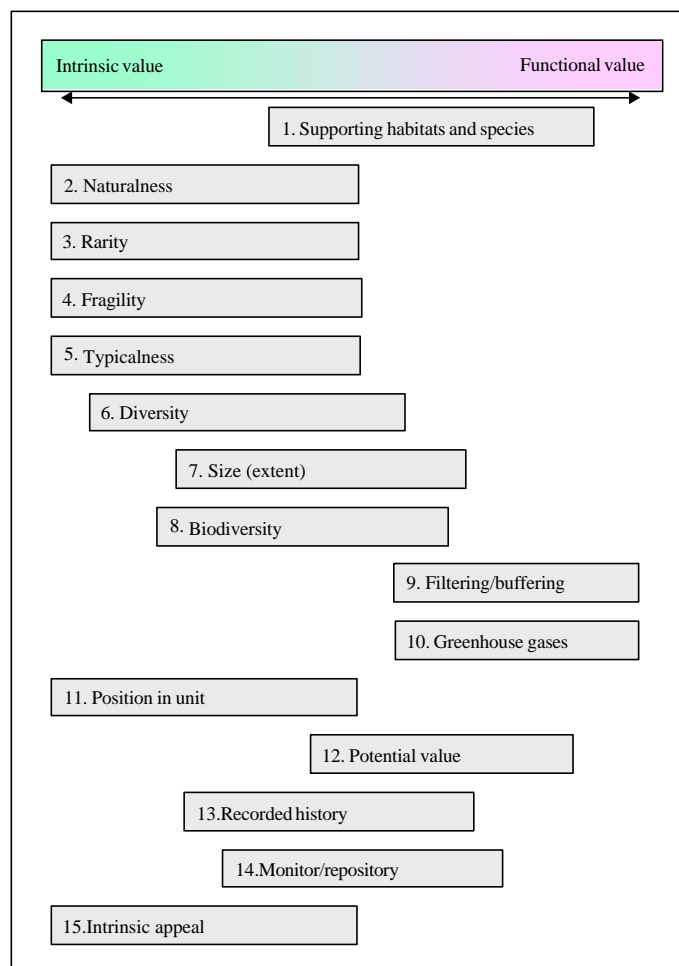 Intrinsic value Functional value
1. Supporting habitats and species
2. Naturalness
3. Rarity
4. Fragility
5. Typicalness
6. Diversity
7. Size (extent)
8. Biodiversity
9. Filtering/buffering
10. Greenhouse gases
11. Position in unit
12. Potential value
13.Recorded history
14.Monitor/repository
15.Intrinsic appeal